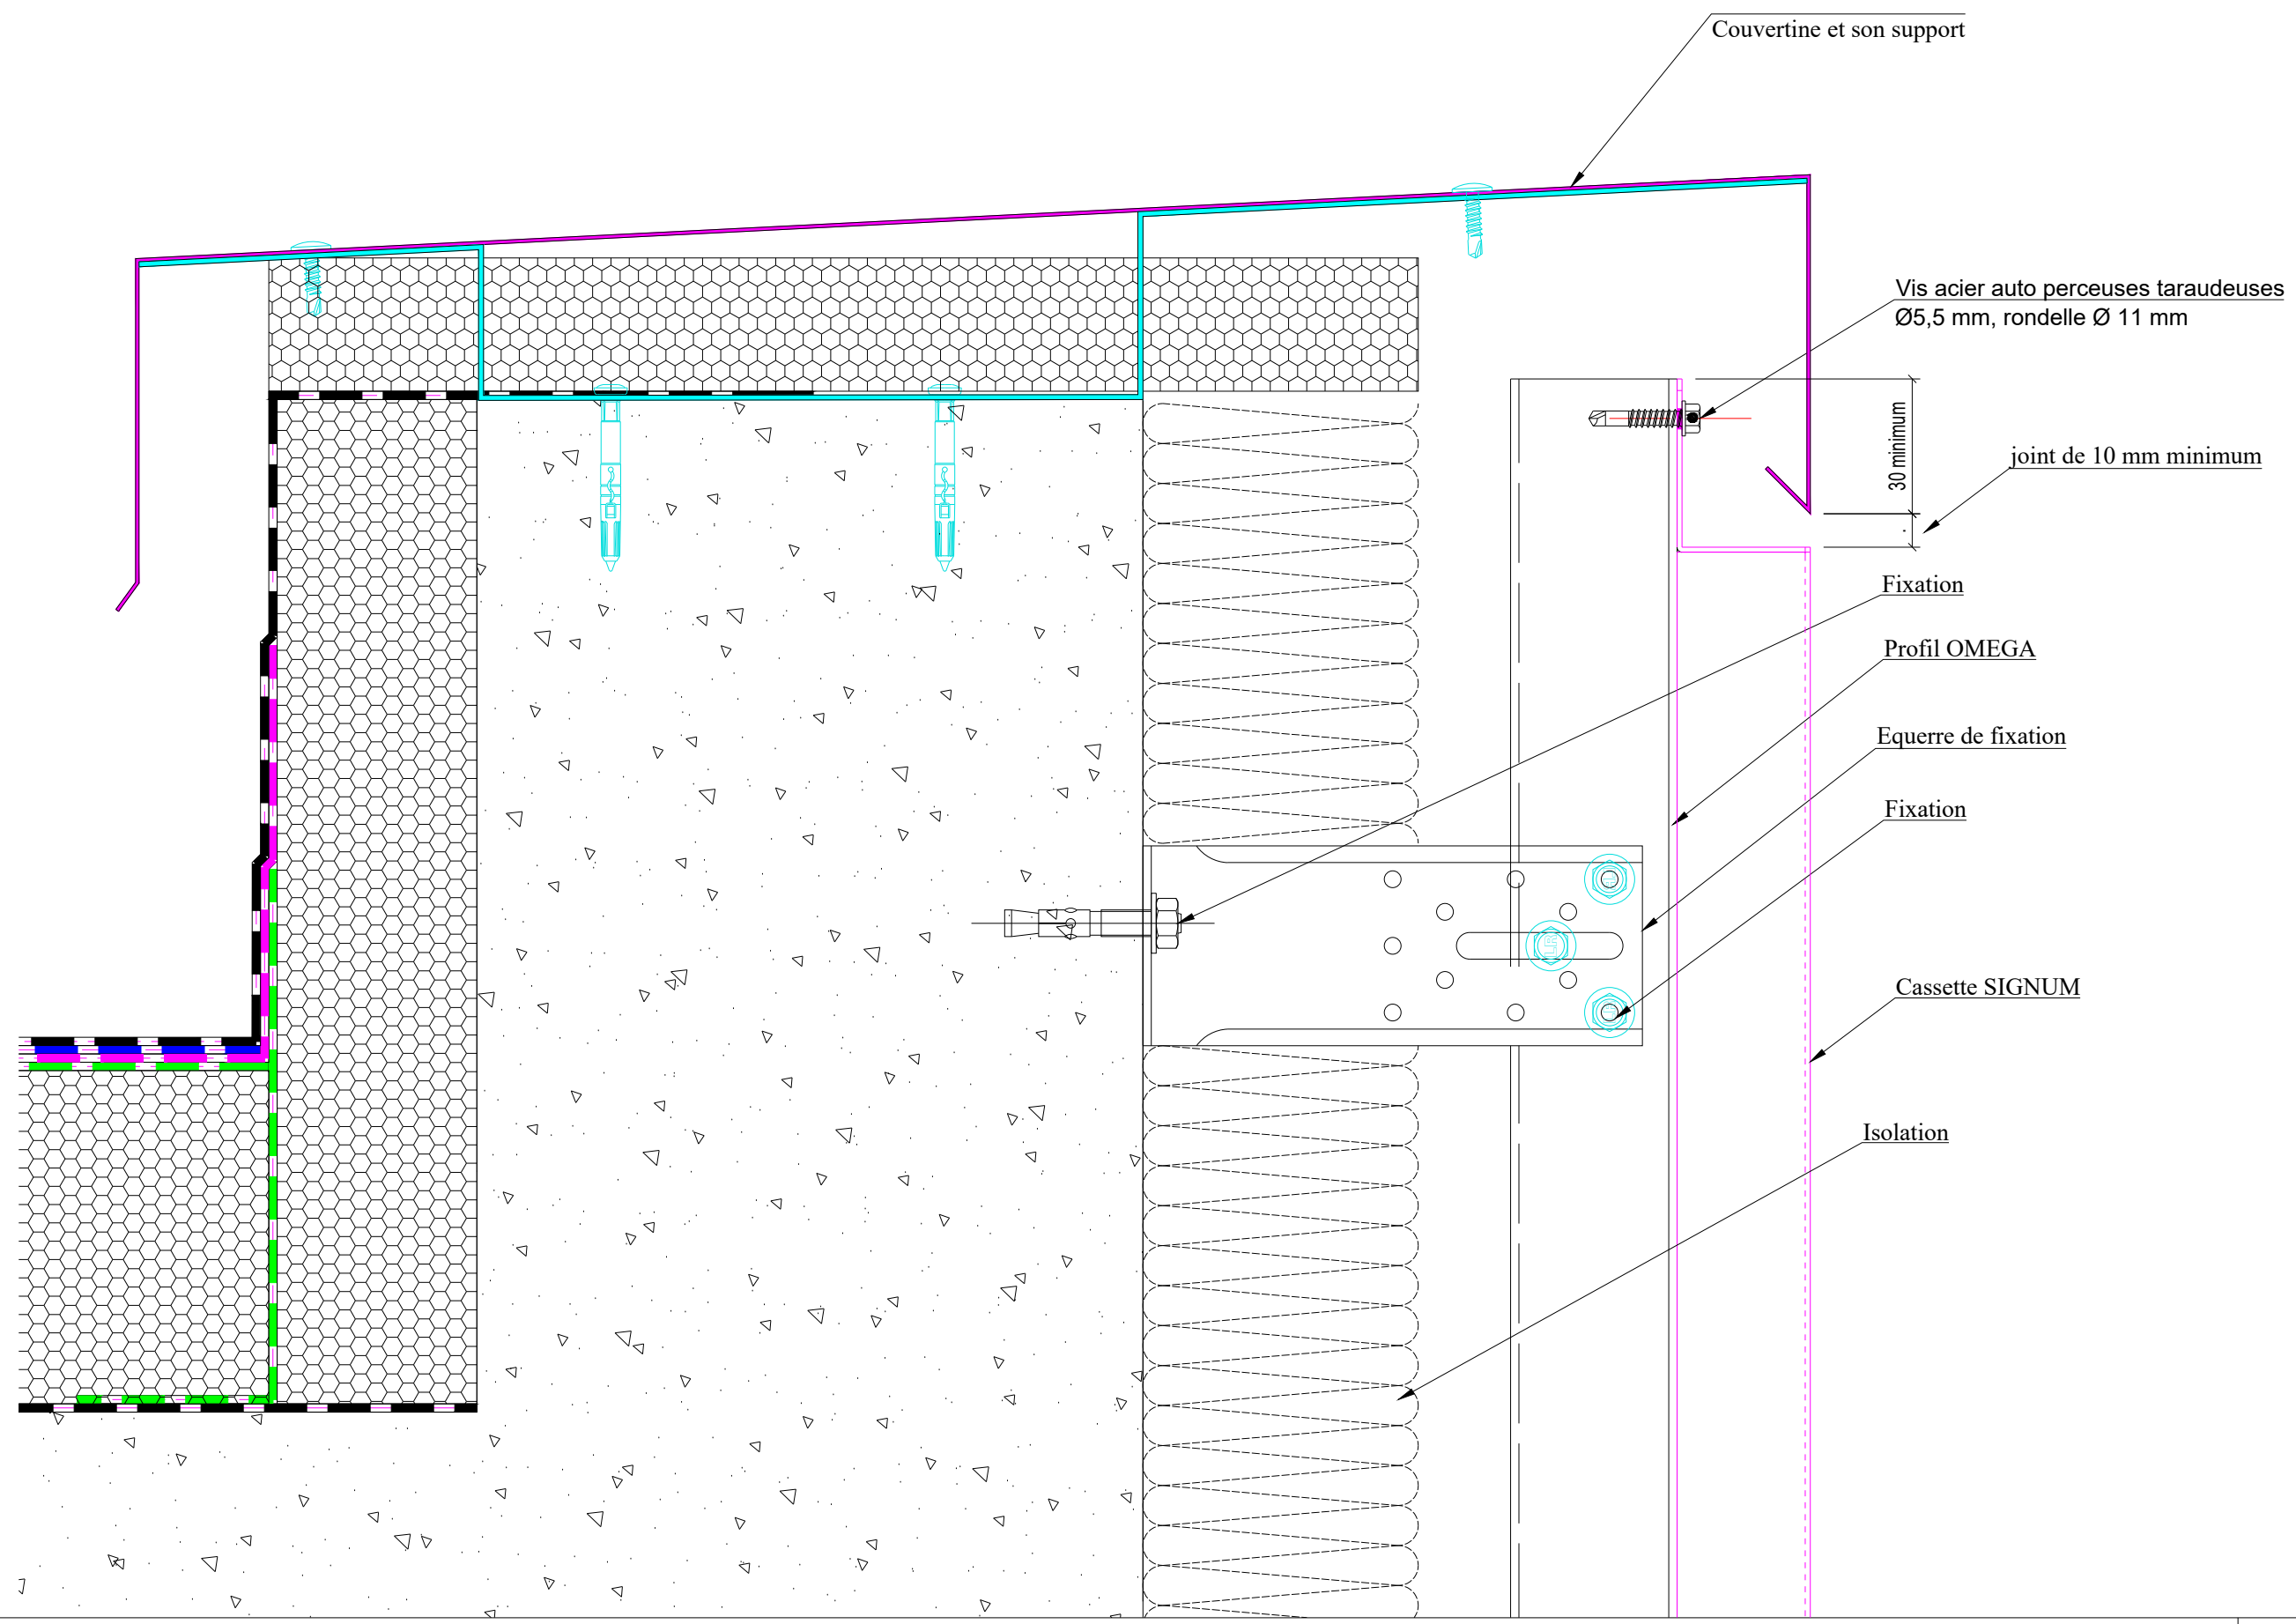 Couvertine et son support
Vis acier auto perceuses taraudeuses
Ø5,5 mm, rondelle Ø 11 mm
30 minimum
joint de 10 mm minimum
Fixation
Profil OMEGA
Equerre de fixation
Fixation
Cassette SIGNUM
Isolation